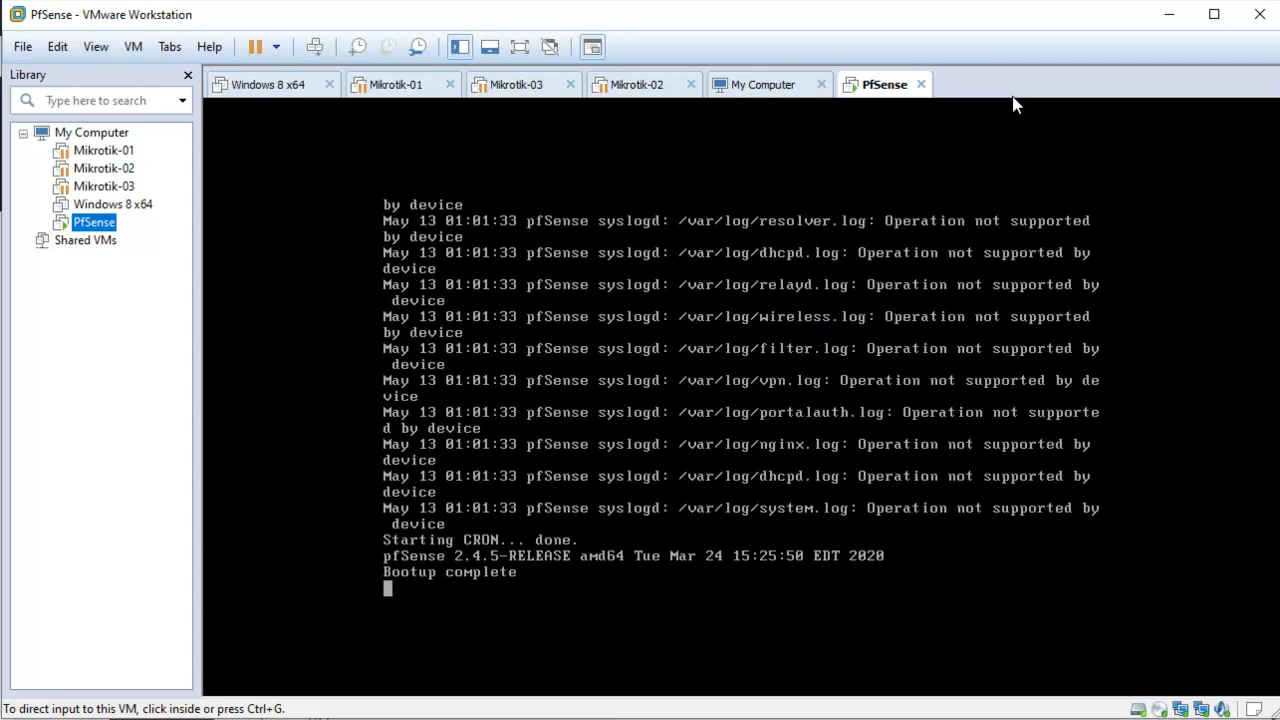 PfSense - VMware Workstation
File Edit View VM Tabs Help
Library
Type here to search
My Computer
Mikrotik-01
Mikrotik-02
Mikrotik-03
Windows 8 x64
PfSense
Shared VMs
Windows 8 x64 Mikrotik-01 Mikrotik-03 Mikrotik-02 My Computer PfSense
by device
May 13 01:01:33 pfSense syslogd: /var/log/resolver.log: Operation not supported
by device
May 13 01:01:33 pfSense syslogd: /var/log/dhcpd.log: Operation not supported by
device
May 13 01:01:33 pfSense syslogd: /var/log/relayd.log: Operation not supported by
device
May 13 01:01:33 pfSense syslogd: /var/log/wireless.log: Operation not supported
by device
May 13 01:01:33 pfSense syslogd: /var/log/filter.log: Operation not supported by
device
May 13 01:01:33 pfSense syslogd: /var/log/vpn.log: Operation not supported by de
vice
May 13 01:01:33 pfSense syslogd: /var/log/portalauth.log: Operation not supporte
d by device
May 13 01:01:33 pfSense syslogd: /var/log/nginx.log: Operation not supported by
device
May 13 01:01:33 pfSense syslogd: /var/log/dhcpd.log: Operation not supported by
device
May 13 01:01:33 pfSense syslogd: /var/log/system.log: Operation not supported by
device
Starting CRON... done.
pfSense 2.4.5-RELEASE amd64 Tue Mar 24 15:25:50 EDT 2020
Bootup complete
To direct input to this VM, click inside or press Ctrl+G.